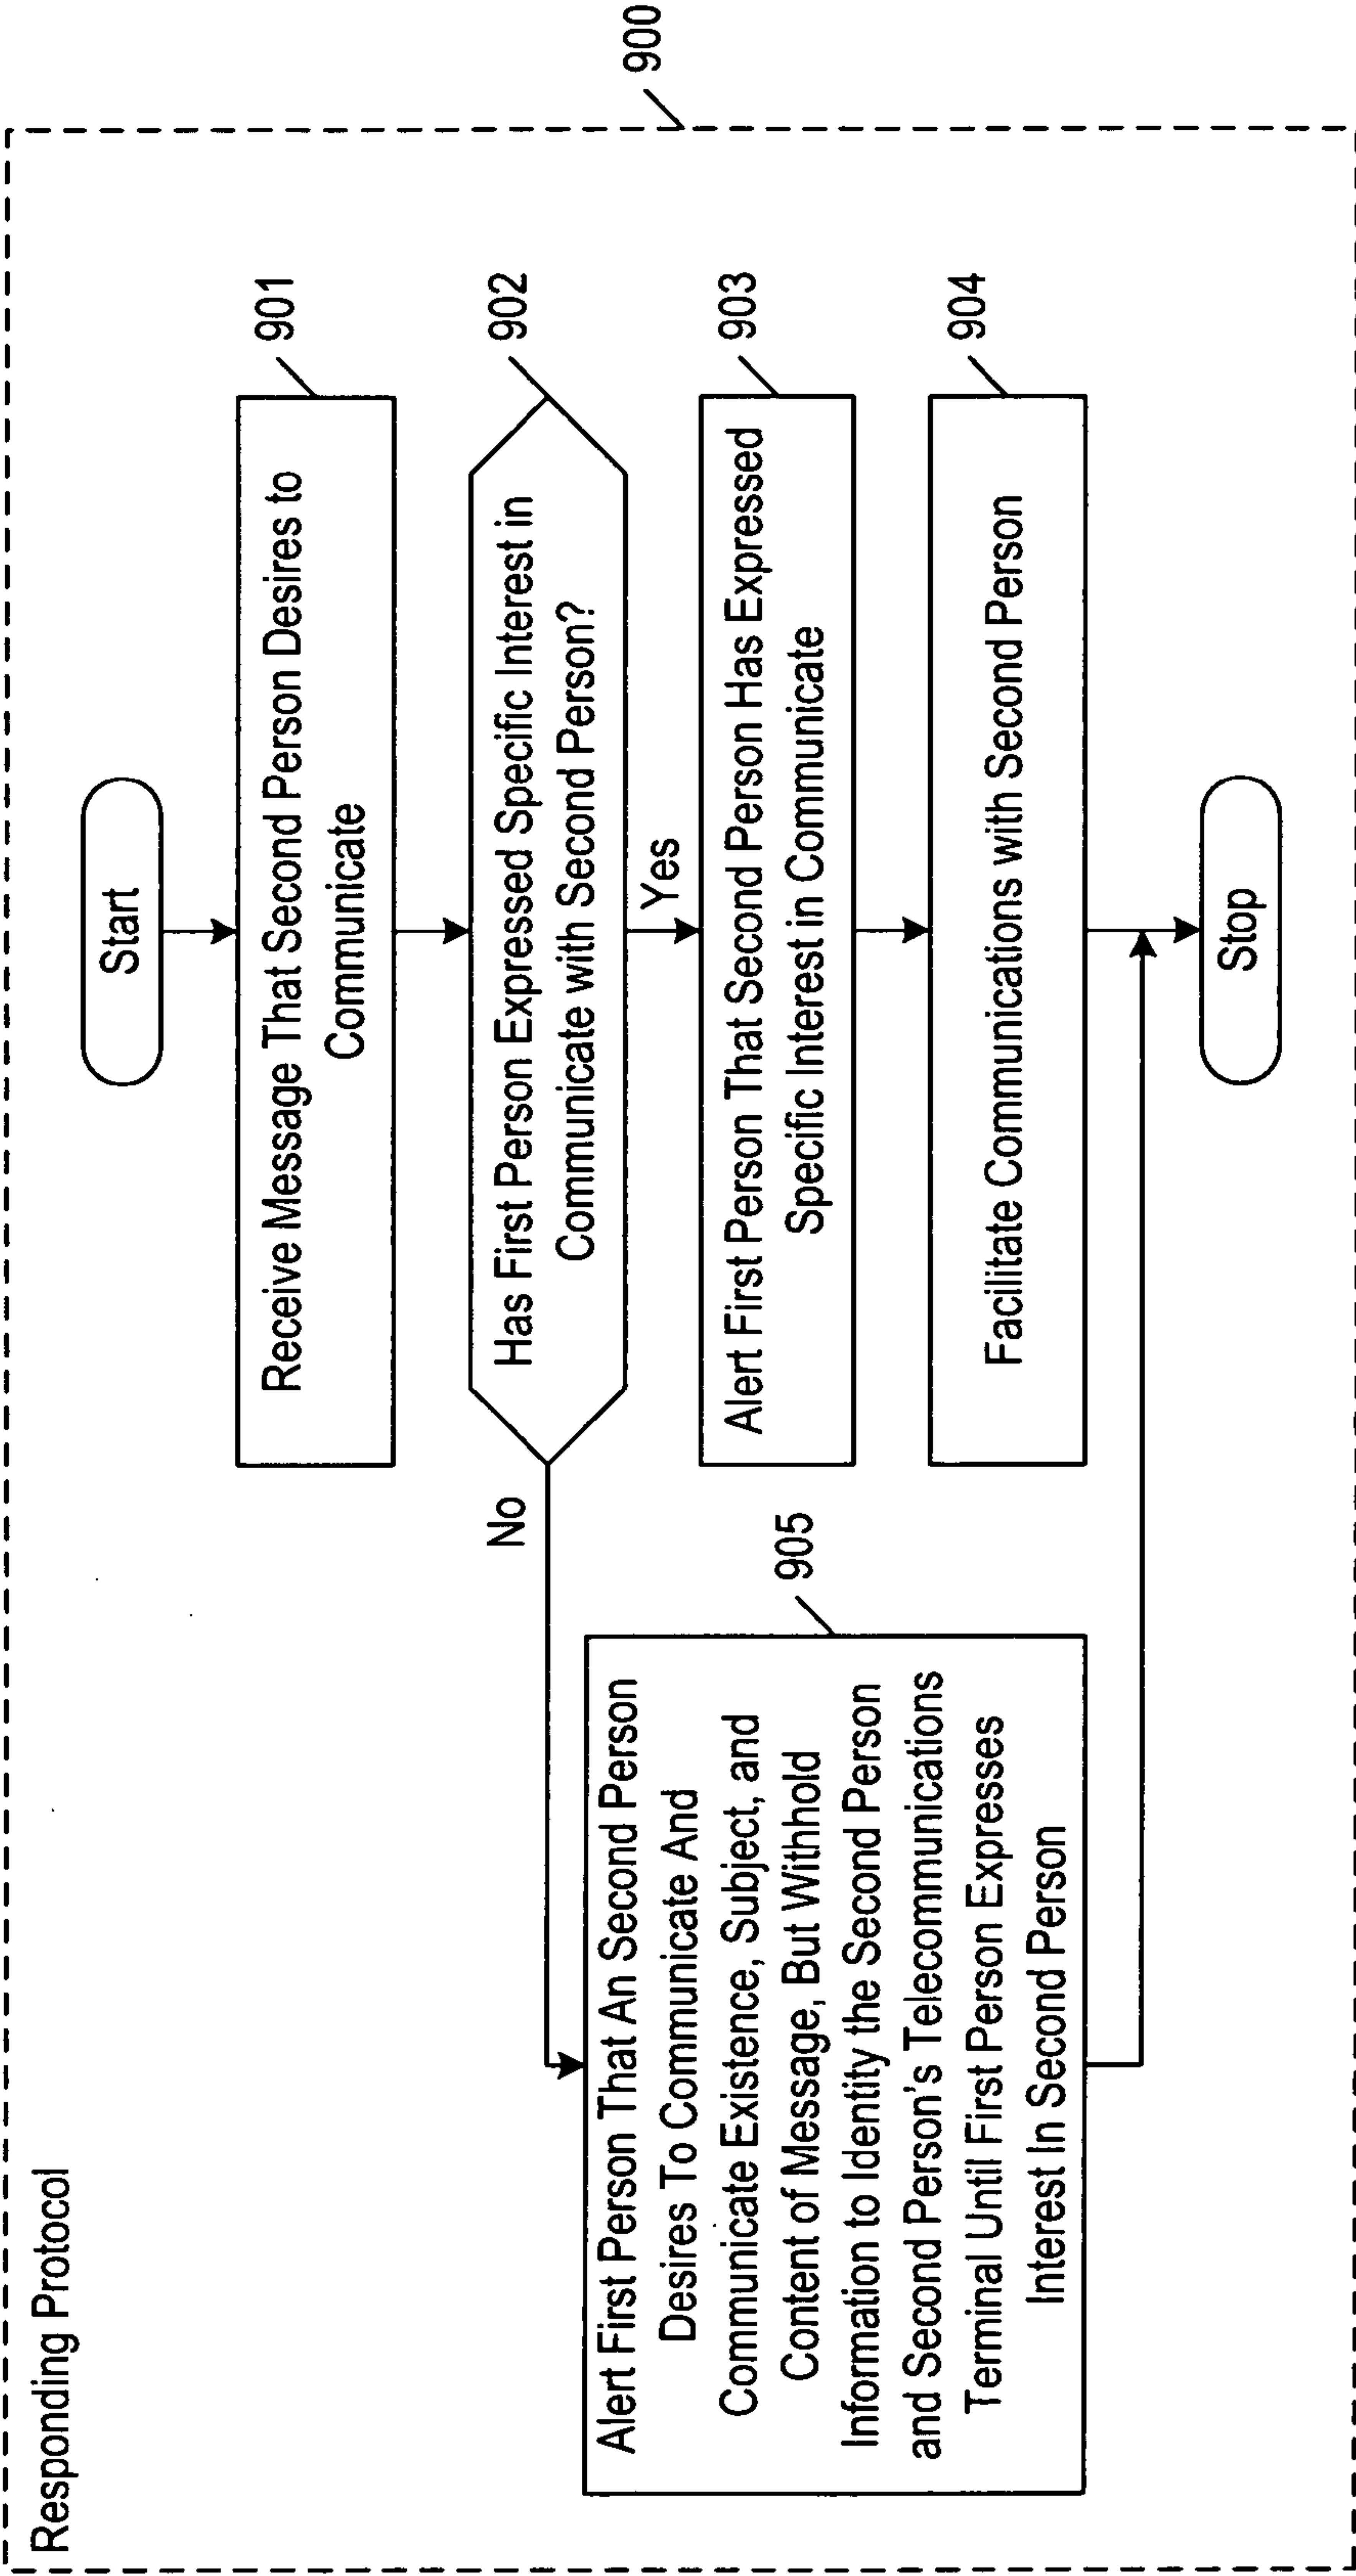 Responding Protocol
900
Start
Receive Message That Second Person Desires to
Communicate
901
Has First Person Expressed Specific Interest in
Communicate with Second Person?
902
No
Yes
Alert First Person That Second Person Has Expressed
Specific Interest in Communicate
903
Facilitate Communications with Second Person
904
Alert First Person That An Second Person
Desires To Communicate And
Communicate Existence, Subject, and
Content of Message, But Withhold
Information to Identity the Second Person
and Second Person's Telecommunications
Terminal Until First Person Expresses
Interest In Second Person
905
Stop